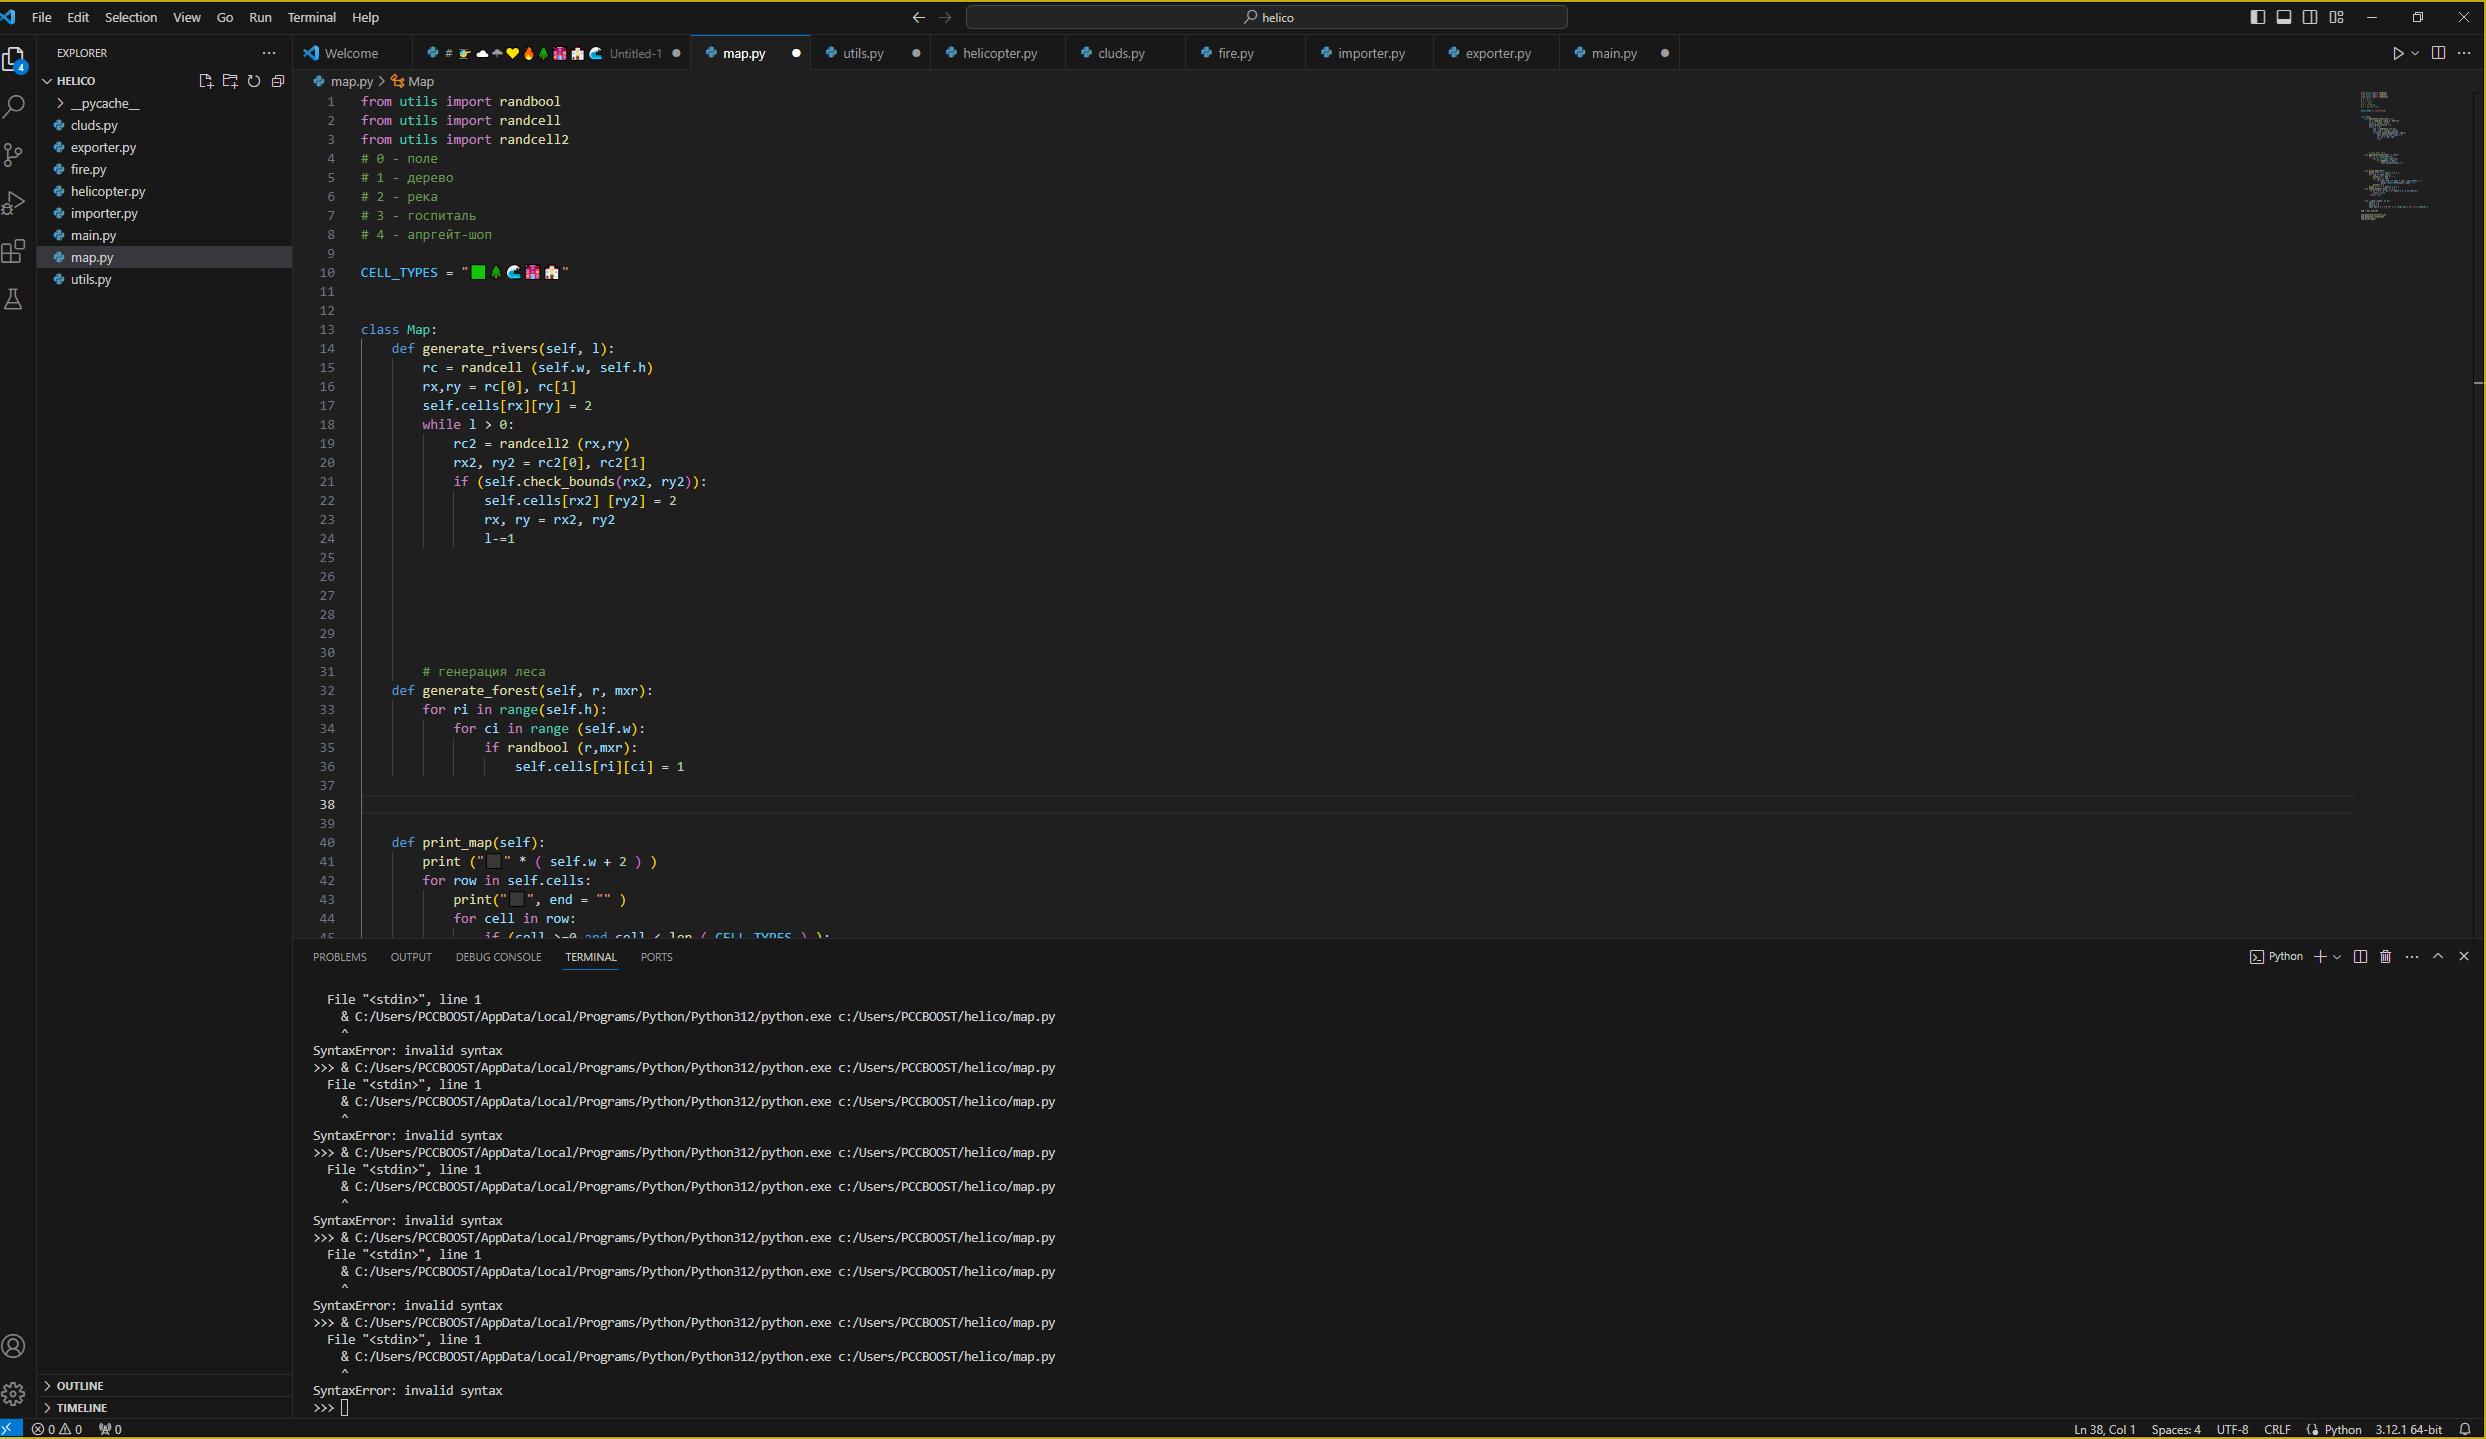 File Edit Selection View Go Run Terminal Help
helico
EXPLORER
HELICO
__pycache__
cluds.py
exporter.py
fire.py
helicopter.py
importer.py
main.py
map.py
utils.py
OUTLINE
TIMELINE
4
Welcome # 🚁☁🌩💛🔥🌲🏩🏥🌊 Untitled-1 map.py utils.py helicopter.py cluds.py fire.py importer.py exporter.py main.py
map.py > Map
1 from utils import randbool
2 from utils import randcell
3 from utils import randcell2
4 # 0 - поле
5 # 1 - дерево
6 # 2 - река
7 # 3 - госпиталь
8 # 4 - апргейт-шоп
9
10 CELL_TYPES = "🟩🌲🌊🏩🏥"
11
12
13 class Map:
14 def generate_rivers(self, l):
15 rc = randcell (self.w, self.h)
16 rx,ry = rc[0], rc[1]
17 self.cells[rx][ry] = 2
18 while l > 0:
19 rc2 = randcell2 (rx,ry)
20 rx2, ry2 = rc2[0], rc2[1]
21 if (self.check_bounds(rx2, ry2)):
22 self.cells[rx2] [ry2] = 2
23 rx, ry = rx2, ry2
24 l-=1
25
26
27
28
29
30
31 # генерация леса
32 def generate_forest(self, r, mxr):
33 for ri in range(self.h):
34 for ci in range (self.w):
35 if randbool (r,mxr):
36 self.cells[ri][ci] = 1
37
38
39
40 def print_map(self):
41 print ("⬛" * ( self.w + 2 ) )
42 for row in self.cells:
43 print("⬛", end = "" )
44 for cell in row:
45 if (cell >=0 and cell < len ( CELL_TYPES ) ):
PROBLEMS OUTPUT DEBUG CONSOLE TERMINAL PORTS
Python
File "<stdin>", line 1
& C:/Users/PCCBOOST/AppData/Local/Programs/Python/Python312/python.exe c:/Users/PCCBOOST/helico/map.py
^
SyntaxError: invalid syntax
>>> & C:/Users/PCCBOOST/AppData/Local/Programs/Python/Python312/python.exe c:/Users/PCCBOOST/helico/map.py
File "<stdin>", line 1
& C:/Users/PCCBOOST/AppData/Local/Programs/Python/Python312/python.exe c:/Users/PCCBOOST/helico/map.py
^
SyntaxError: invalid syntax
>>> & C:/Users/PCCBOOST/AppData/Local/Programs/Python/Python312/python.exe c:/Users/PCCBOOST/helico/map.py
File "<stdin>", line 1
& C:/Users/PCCBOOST/AppData/Local/Programs/Python/Python312/python.exe c:/Users/PCCBOOST/helico/map.py
^
SyntaxError: invalid syntax
>>> & C:/Users/PCCBOOST/AppData/Local/Programs/Python/Python312/python.exe c:/Users/PCCBOOST/helico/map.py
File "<stdin>", line 1
& C:/Users/PCCBOOST/AppData/Local/Programs/Python/Python312/python.exe c:/Users/PCCBOOST/helico/map.py
^
SyntaxError: invalid syntax
>>> & C:/Users/PCCBOOST/AppData/Local/Programs/Python/Python312/python.exe c:/Users/PCCBOOST/helico/map.py
File "<stdin>", line 1
& C:/Users/PCCBOOST/AppData/Local/Programs/Python/Python312/python.exe c:/Users/PCCBOOST/helico/map.py
^
SyntaxError: invalid syntax
>>>
0 0 0 Ln 38, Col 1 Spaces: 4 UTF-8 CRLF Python 3.12.1 64-bit